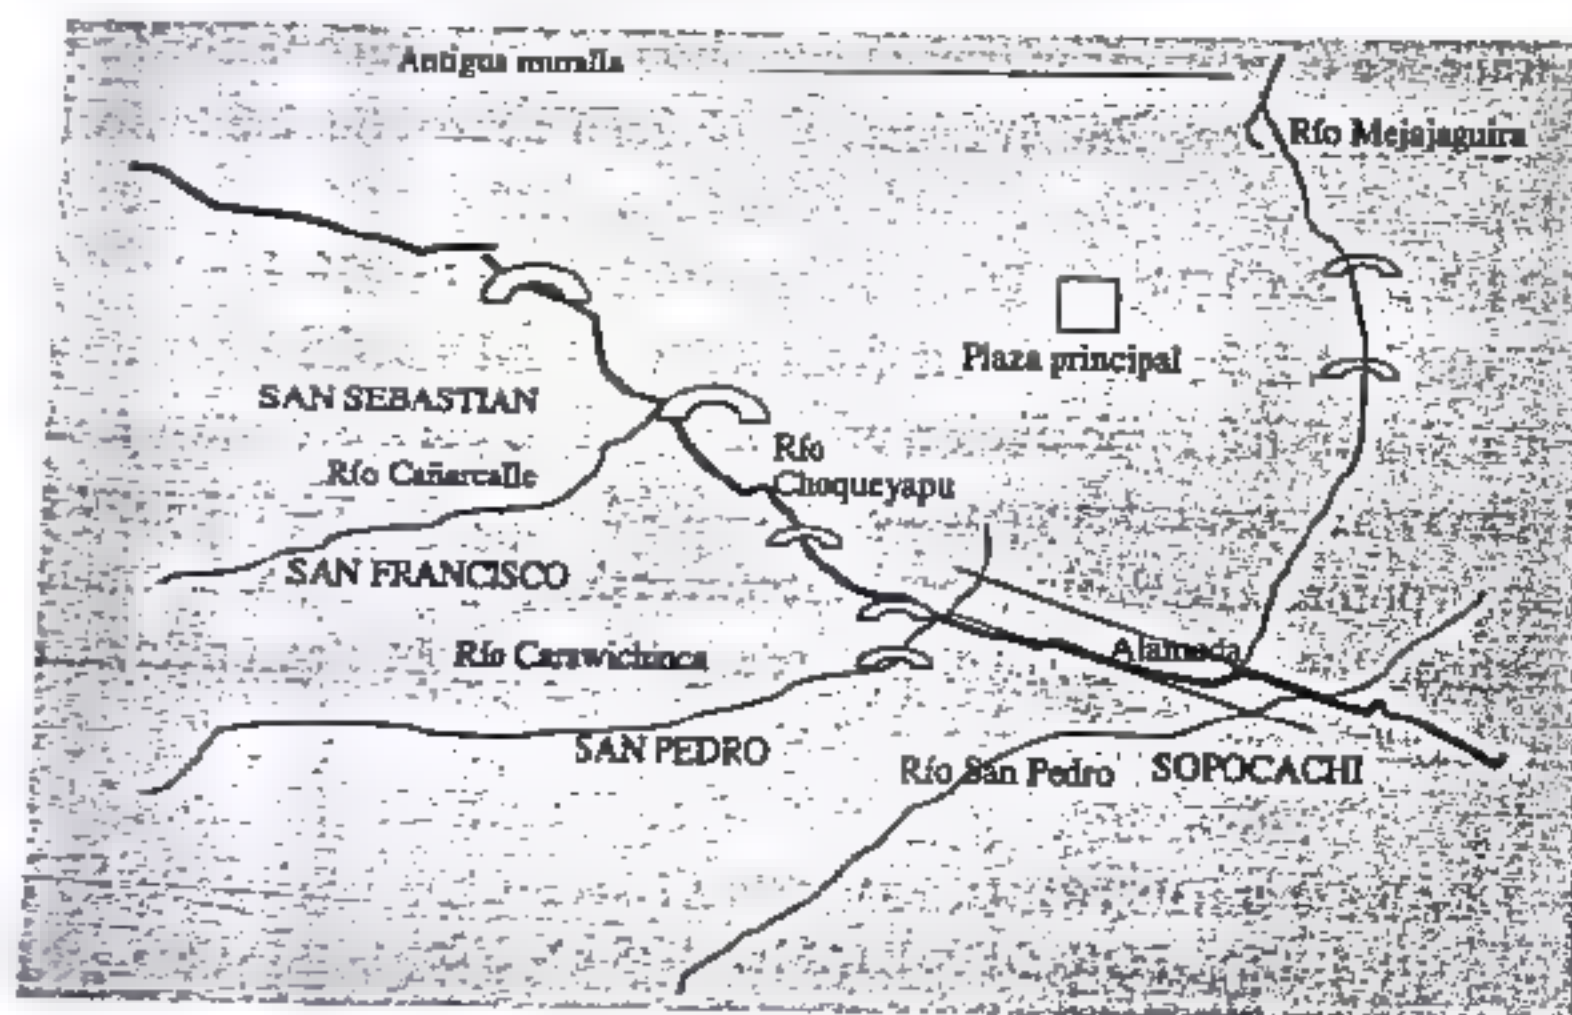 Antigua muralla
Río Mejajaguira
Plaza principal
SAN SEBASTIAN
Río
Choqueyapu
Río Cañarcalle
SAN FRANCISCO
Alameda
Río Carawichinca
SAN PEDRO
Río San Pedro
SOPOCACHI